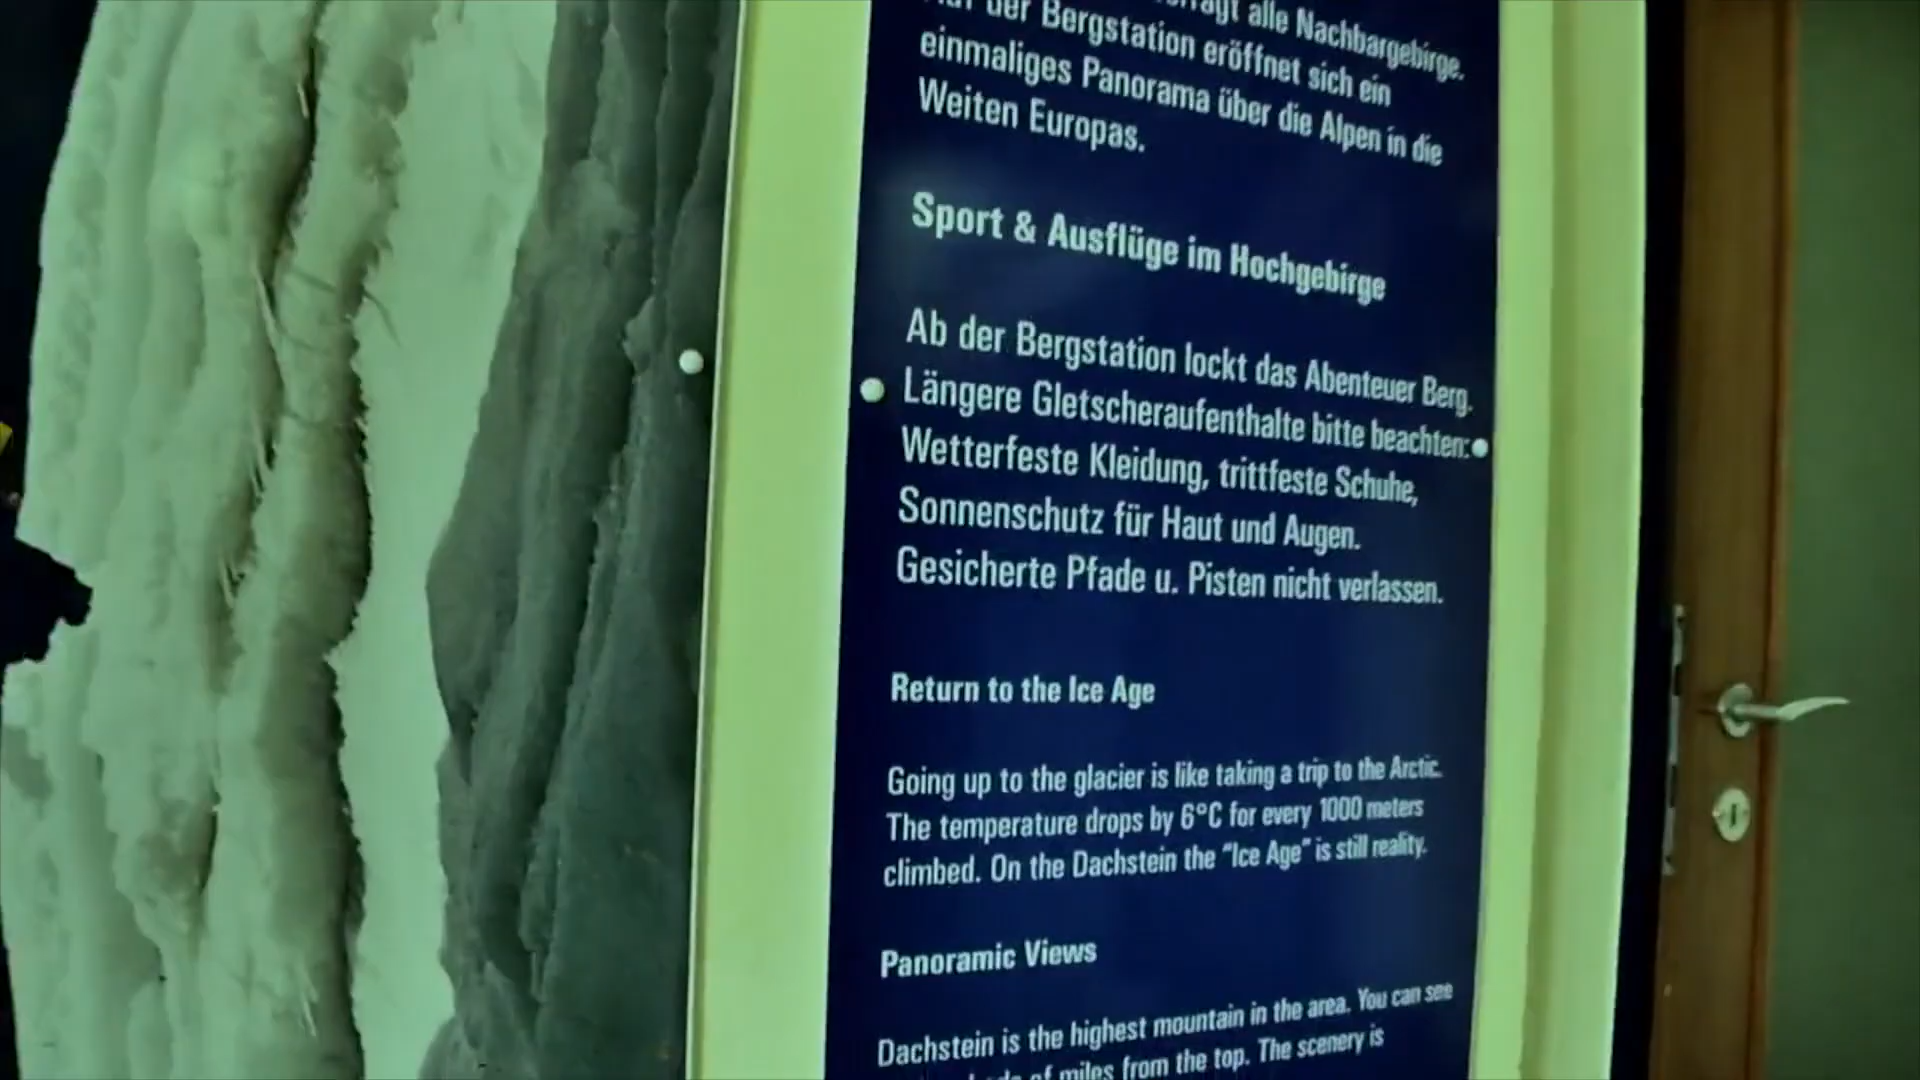 alle Nachbargebirge.
der Bergstation eröffnet sich ein
einmaliges Panorama über die Alpen in die
Weiten Europas.
Sport & Ausflüge im Hochgebirge
Ab der Bergstation lockt das Abenteuer Berg.
Längere Gletscheraufenthalte bitte beachten:
Wetterfeste Kleidung, trittfeste Schuhe,
Sonnenschutz für Haut und Augen.
Gesicherte Pfade u. Pisten nicht verlassen.
Return to the Ice Age
Going up to the glacier is like taking a trip to the Arctic.
The temperature drops by 6°C for every 1000 meters
climbed. On the Dachstein the "Ice Age" is still reality.
Panoramic Views
Dachstein is the highest mountain in the area. You can see
of miles from the top. The scenery is